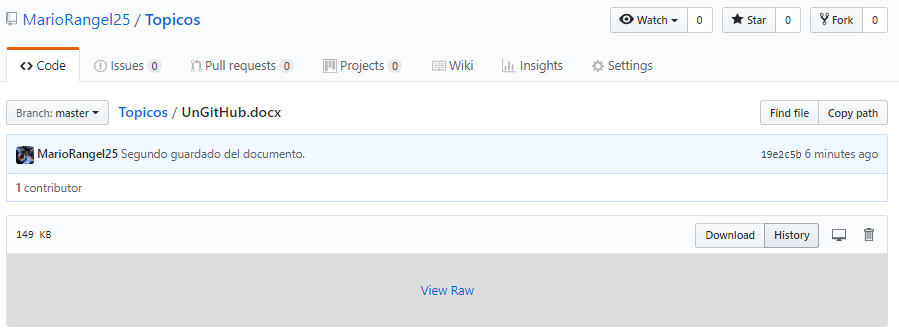 MarioRangel25 / Topicos Watch 0 Star 0 Fork 0
Code Issues 0 Pull requests 0 Projects 0 Wiki Insights Settings
Branch: master Topicos / UnGitHub.docx Find file Copy path
MarioRangel25 Segundo guardado del documento. 19e2c5b 6 minutes ago
1 contributor
149 KB Download History
View Raw